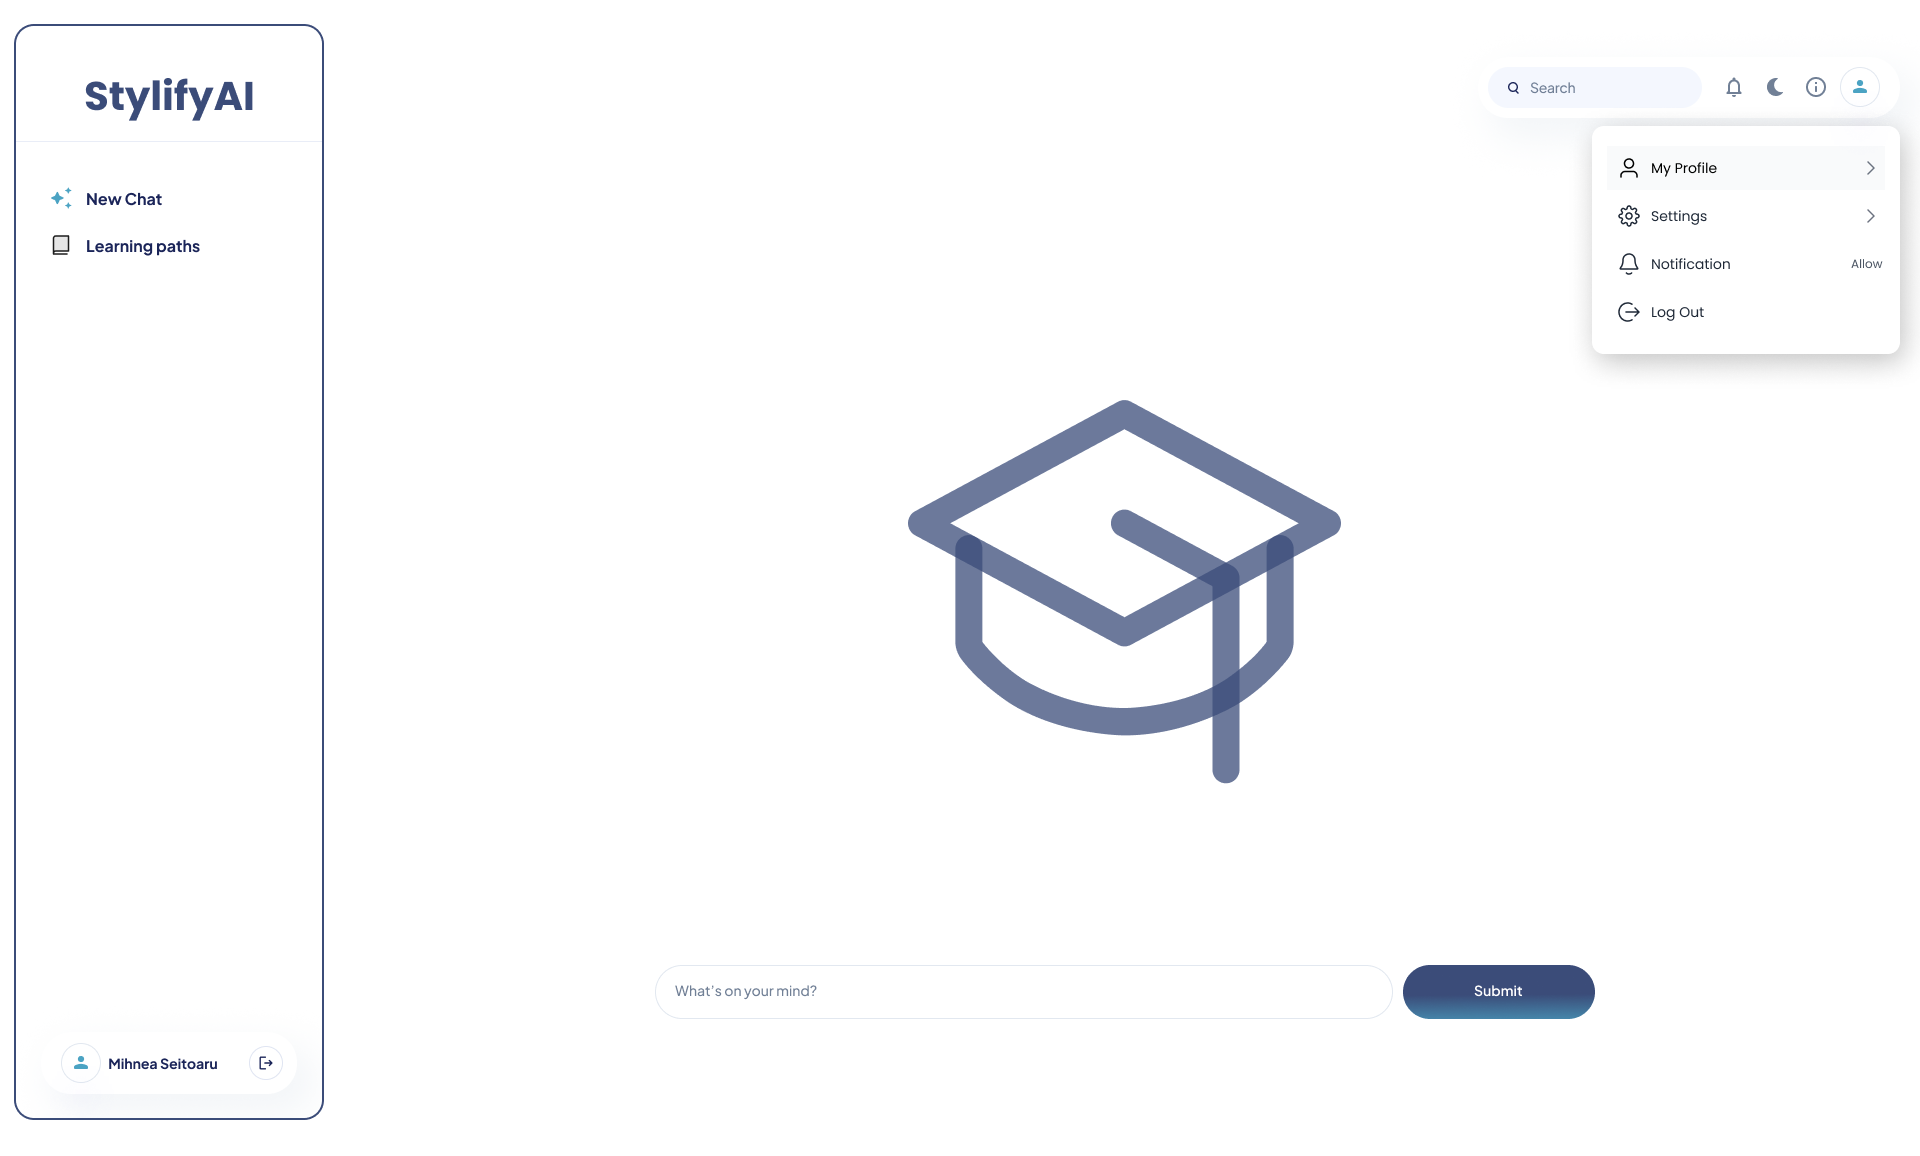 StylifyAI
New Chat
Learning paths
Mihnea Seitoaru
Search
My Profile
Settings
Notification Allow
Log Out
What's on your mind?
Submit